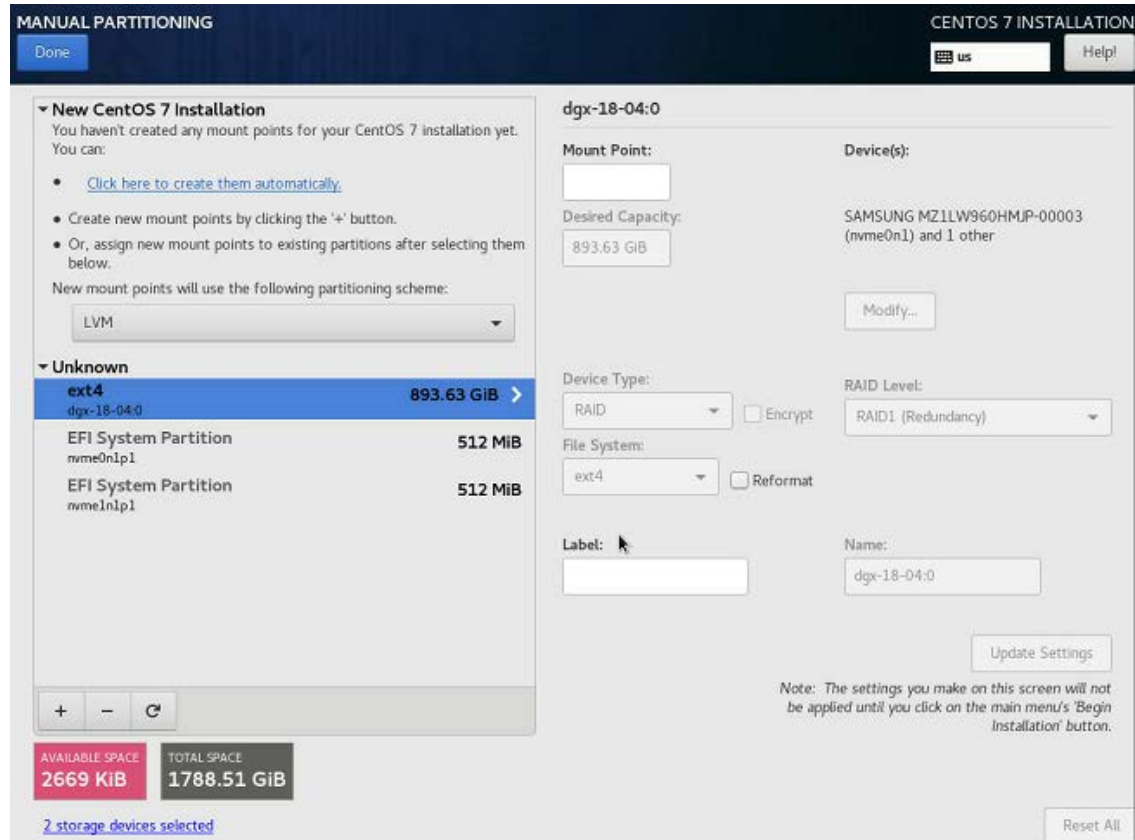 MANUAL PARTITIONING
CENTOS 7 INSTALLATION
Done
us
Help!
New CentOS 7 Installation
You haven't created any mount points for your CentOS 7 installation yet.
You can:
• Click here to create them automatically.
• Create new mount points by clicking the '+' button.
• Or, assign new mount points to existing partitions after selecting them
below.
New mount points will use the following partitioning scheme:
LVM
Unknown
ext4
893.63 GiB
dgx-18-04:0
EFI System Partition
512 MiB
nvme0n1p1
EFI System Partition
512 MiB
nvme1n1p1
+ −
AVAILABLE SPACE
2669 KiB
TOTAL SPACE
1788.51 GiB
2 storage devices selected
dgx-18-04:0
Mount Point:
Device(s):
Desired Capacity:
893.63 GiB
SAMSUNG MZ1LW960HMJP-00003
(nvme0n1) and 1 other
Modify...
Device Type:
RAID
Encrypt
RAID Level:
RAID1 (Redundancy)
File System:
ext4
Reformat
Label:
Name:
dgx-18-04:0
Update Settings
Note: The settings you make on this screen will not
be applied until you click on the main menu's 'Begin
Installation' button.
Reset All